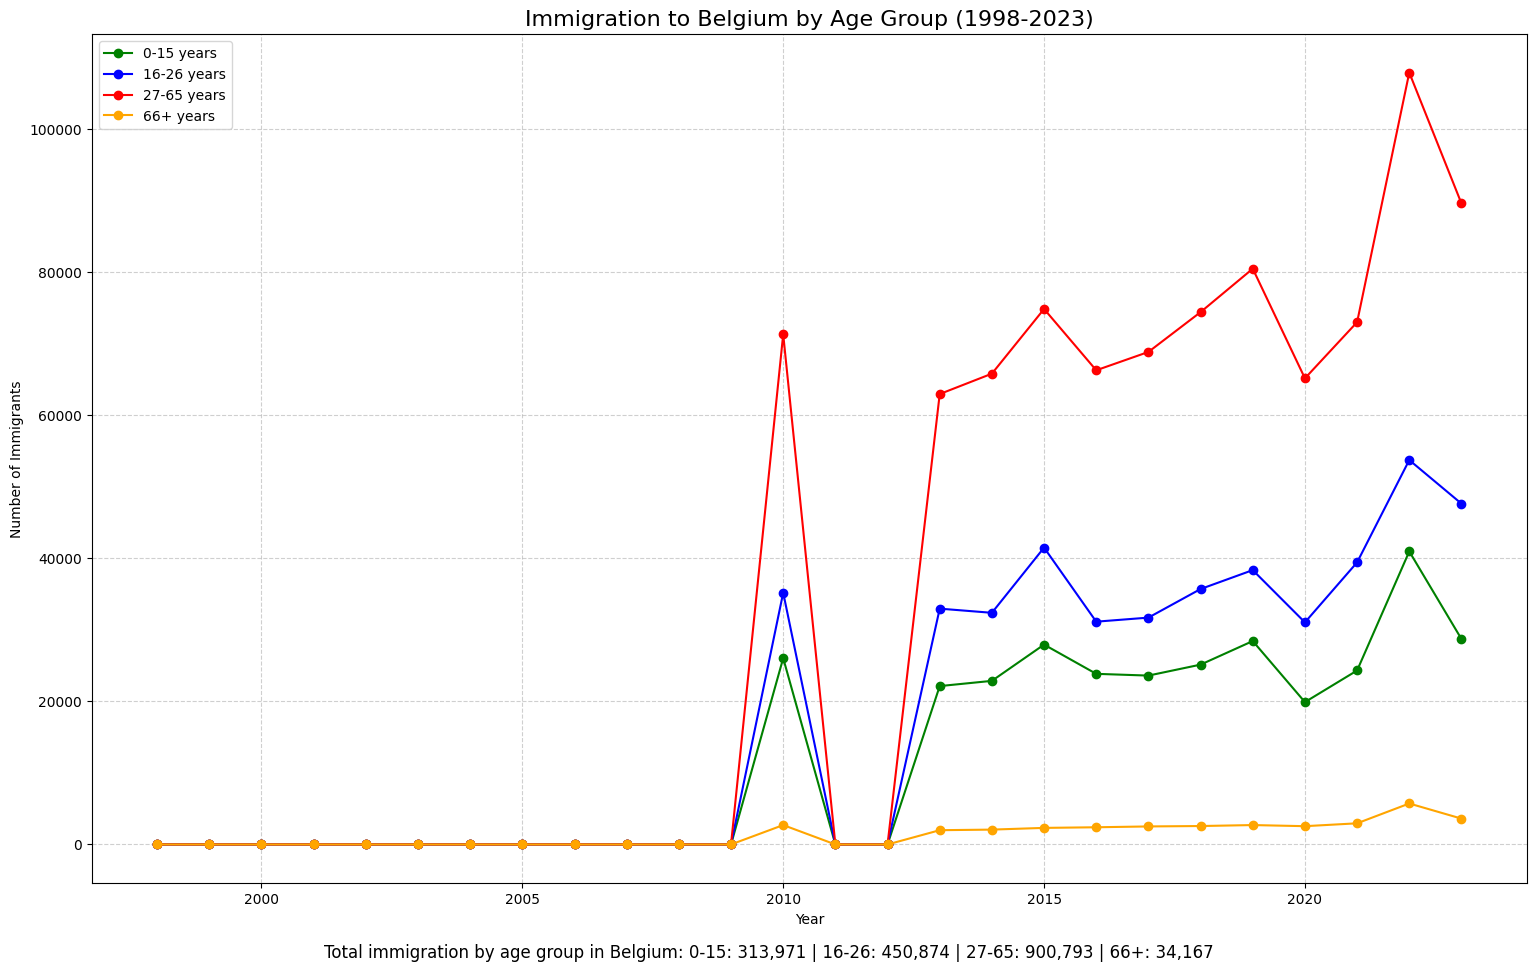 Immigration to Belgium by Age Group (1998-2023)
0-15 years
16-26 years
27-65 years
66+ years
Number of Immigrants
100000
80000
60000
40000
20000
0
2000 2005 2010 2015 2020
Year
Total immigration by age group in Belgium: 0-15: 313,971 | 16-26: 450,874 | 27-65: 900,793 | 66+: 34,167